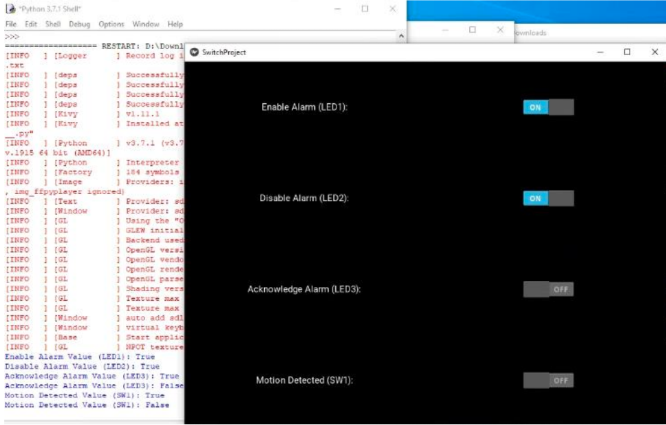 *Python 3.7.1 Shell*
File Edit Shell Debug Options Window Help
>>>
==================== RESTART: D:\Downl
[INFO ] [Logger ] Record log i
.txt
[INFO ] [deps ] Successfully
[INFO ] [deps ] Successfully
[INFO ] [deps ] Successfully
[INFO ] [deps ] Successfully
[INFO ] [Kivy ] v1.11.1
[INFO ] [Kivy ] Installed at
__.py"
[INFO ] [Python ] v3.7.1 (v3.7
v.1915 64 bit (AMD64)]
[INFO ] [Python ] Interpreter
[INFO ] [Factory ] 184 symbols
[INFO ] [Image ] Providers: i
, img_ffpyplayer ignored)
[INFO ] [Text ] Provider: sd
[INFO ] [Window ] Provider: sd
[INFO ] [GL ] Using the "O
[INFO ] [GL ] GLEW initial
[INFO ] [GL ] Backend used
[INFO ] [GL ] OpenGL versi
[INFO ] [GL ] OpenGL vendo
[INFO ] [GL ] OpenGL rende
[INFO ] [GL ] OpenGL parse
[INFO ] [GL ] Shading vers
[INFO ] [GL ] Texture max
[INFO ] [GL ] Texture max
[INFO ] [Window ] auto add sdl
[INFO ] [Window ] virtual keyb
[INFO ] [Base ] Start applic
[INFO ] [GL ] NPOT texture
Enable Alarm Value (LED1): True
Disable Alarm Value (LED2): True
Acknowledge Alarm Value (LED3): True
Acknowledge Alarm Value (LED3): False
Motion Detected Value (SW1): True
Motion Detected Value (SW1): False
ownloads
SwitchProject
Enable Alarm (LED1): ON
Disable Alarm (LED2): ON
Acknowledge Alarm (LED3): OFF
Motion Detected (SW1): OFF